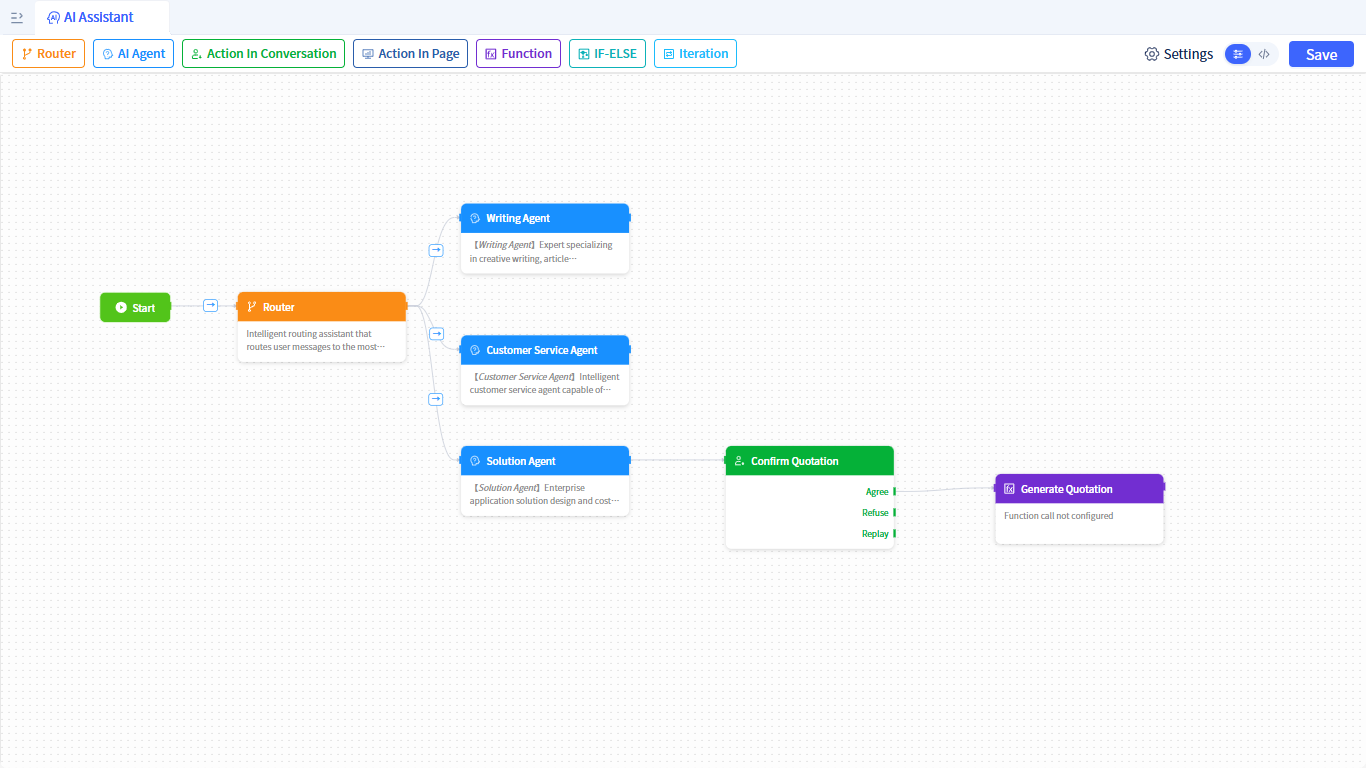 AI Assistant
Router
AI Agent
Action In Conversation
Action In Page
Function
IF-ELSE
Iteration
Settings
Save
Writing Agent
【Writing Agent】Expert specializing
in creative writing, article···
Start
Router
Intelligent routing assistant that
routes user messages to the most···
Customer Service Agent
【Customer Service Agent】Intelligent
customer service agent capable of···
Solution Agent
【Solution Agent】Enterprise
application solution design and cost···
Confirm Quotation
Agree
Refuse
Replay
Generate Quotation
Function call not configured